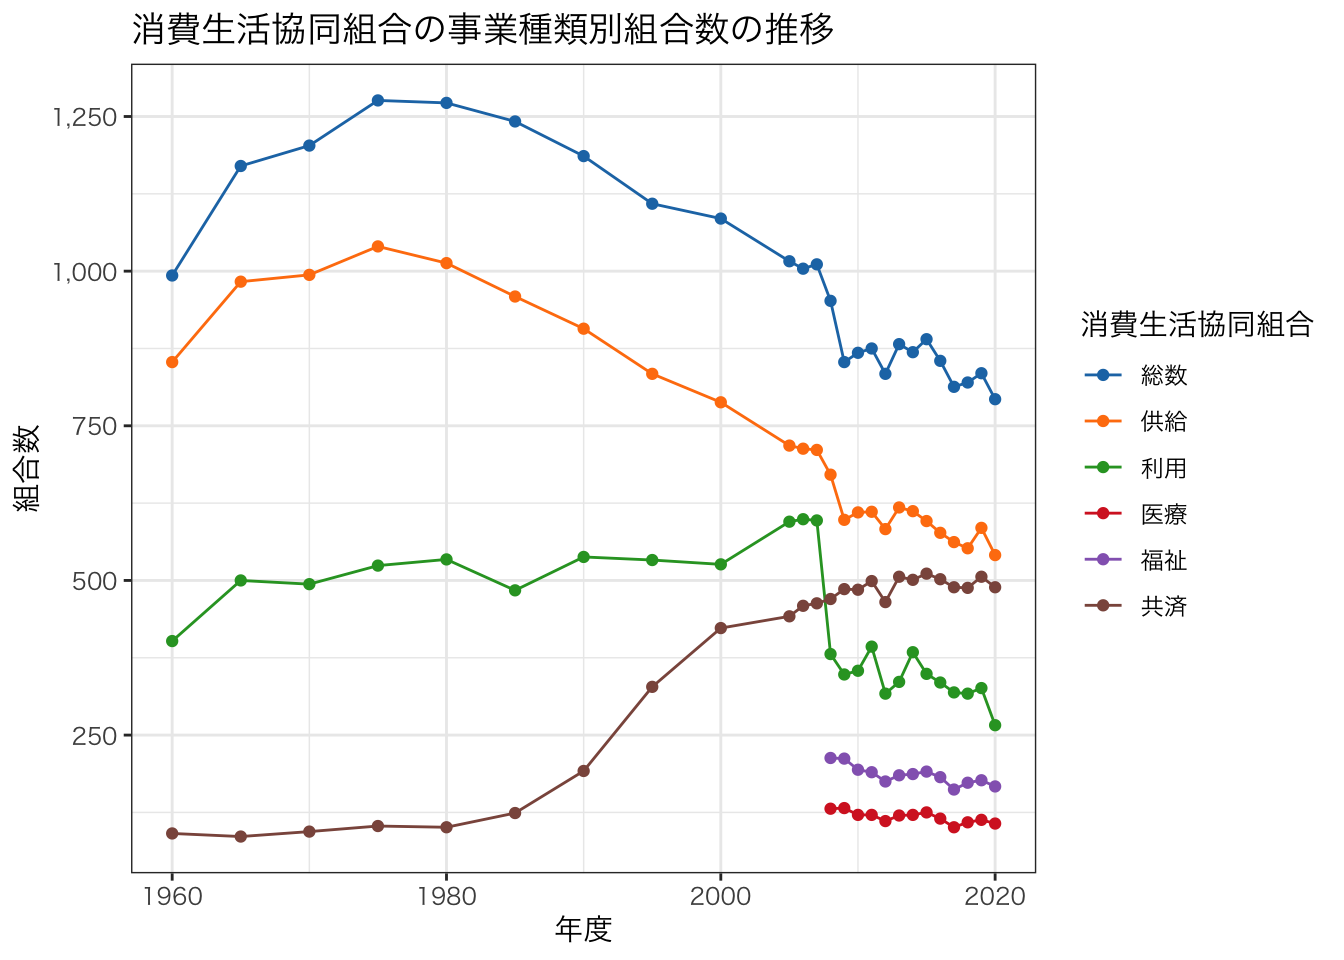 消費生活協同組合の事業種類別組合数の推移
1,250
1,000
750
500
250
組合数
1960
1980
2000
2020
年度
消費生活協同組合
総数
供給
利用
医療
福祉
共済